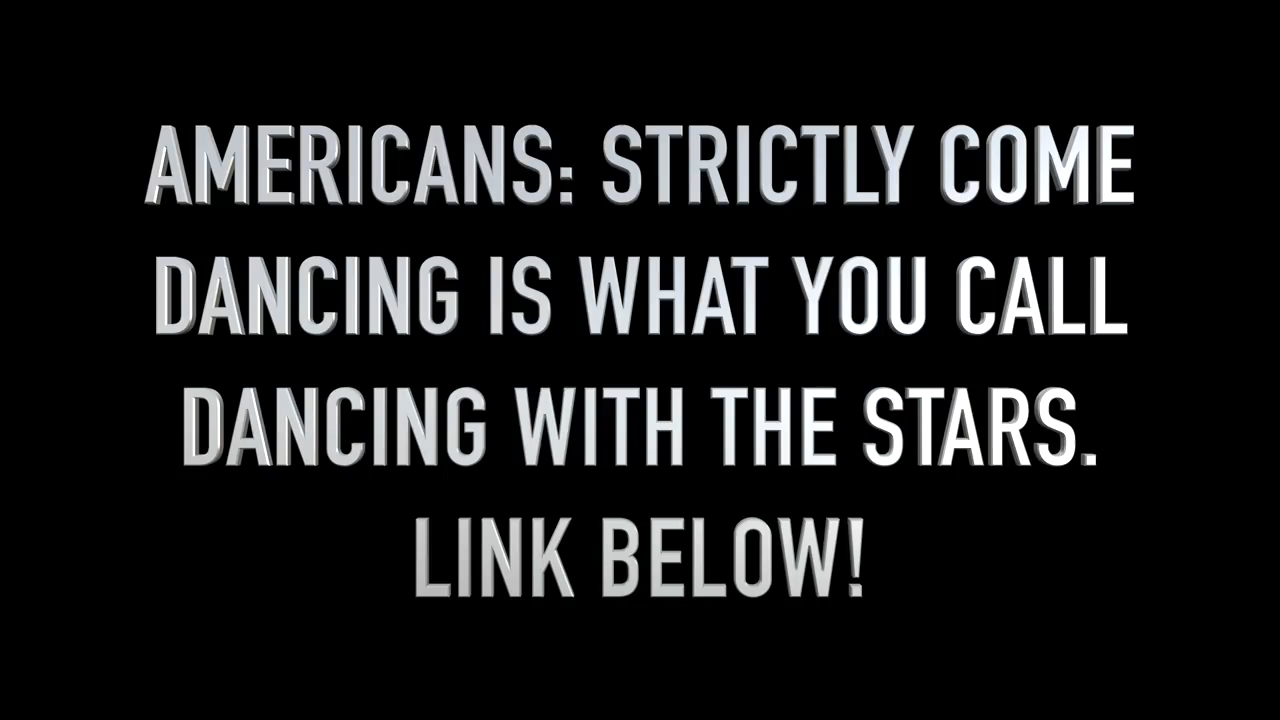 AMERICANS: STRICTLY COME
DANCING IS WHAT YOU CALL
DANCING WITH THE STARS.
LINK BELOW!